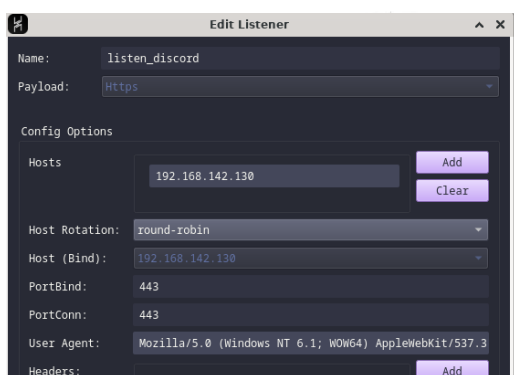 Edit Listener
Name: listen_discord
Payload: Https
Config Options
Hosts
192.168.142.130
Add
Clear
Host Rotation: round-robin
Host (Bind): 192.168.142.130
PortBind: 443
PortConn: 443
User Agent: Mozilla/5.0 (Windows NT 6.1; WOW64) AppleWebKit/537.3
Headers: Add